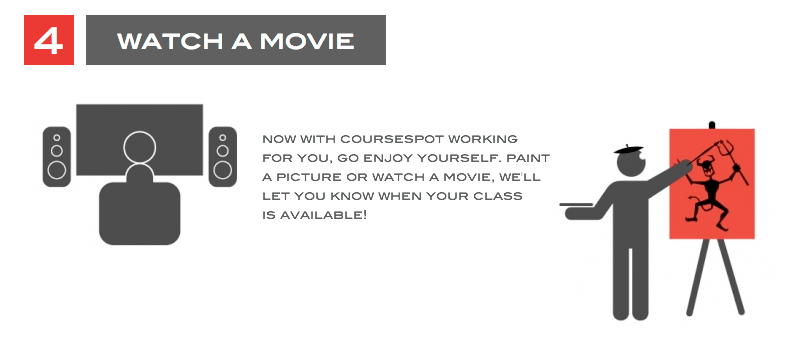 4 WATCH A MOVIE
NOW WITH COURSESPOT WORKING
FOR YOU, GO ENJOY YOURSELF. PAINT
A PICTURE OR WATCH A MOVIE, WE'LL
LET YOU KNOW WHEN YOUR CLASS
IS AVAILABLE!